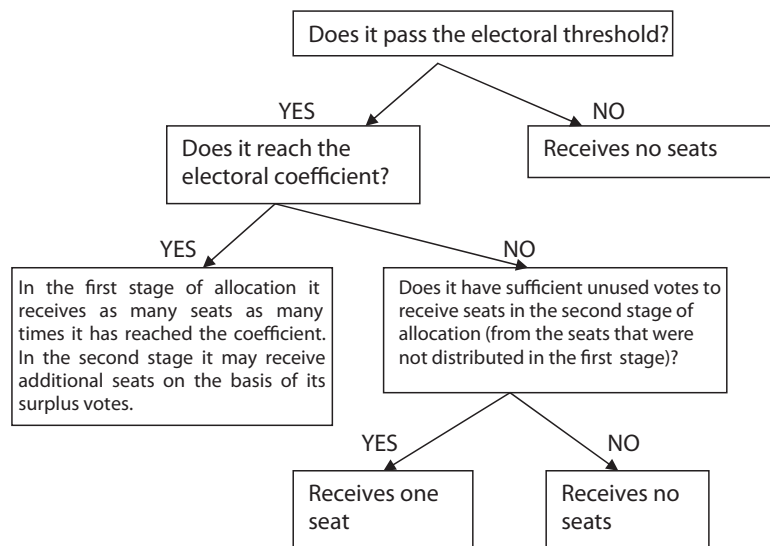 Does it pass the electoral threshold?
YES
NO
Does it reach the
electoral coefficient?
Receives no seats
YES
NO
In the first stage of allocation it
receives as many seats as many
times it has reached the coefficient.
In the second stage it may receive
additional seats on the basis of its
surplus votes.
Does it have sufficient unused votes to
receive seats in the second stage of
allocation (from the seats that were
not distributed in the first stage)?
YES
NO
Receives one
seat
Receives no
seats